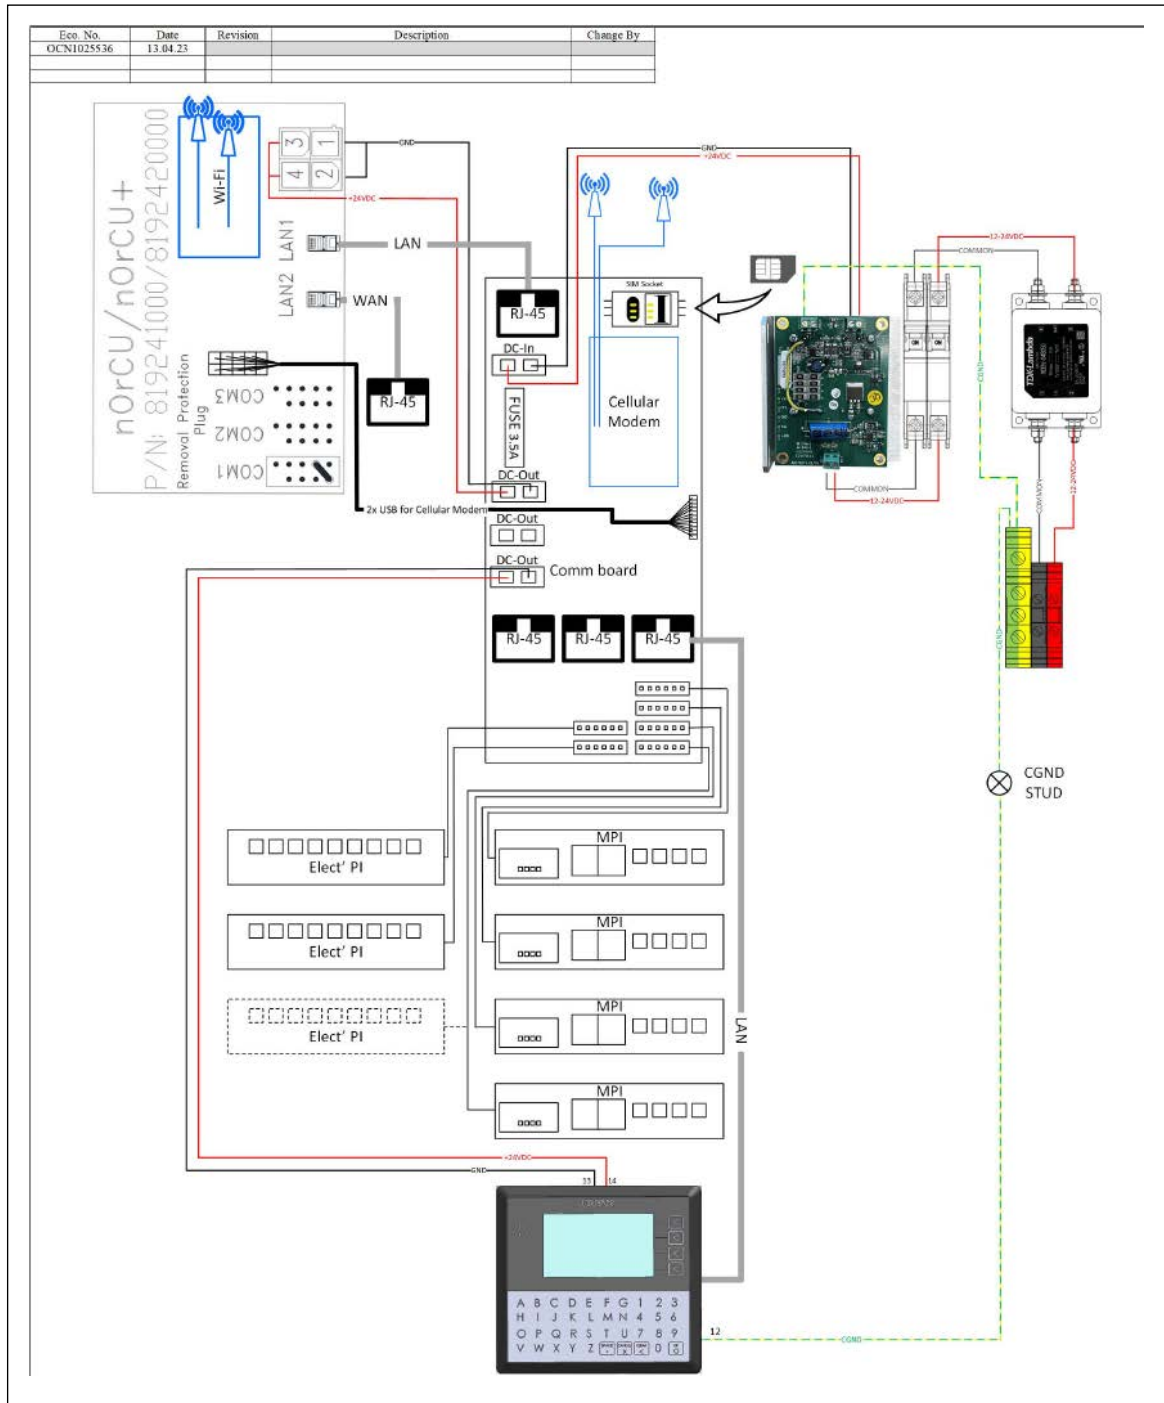 Eco. No. Date Revision Description Change By
OCN1025536 13.04.23
nOrCU/nOrCU+
P/N: 819241000/8192420000
Removal Protection
Plug
Wi-Fi
3 1
4 2
GND
+24VDC
LAN1
LAN
LAN2
WAN
RJ-45
COM3
COM2
COM1
GND
+24VDC
SIM Socket
RJ-45
DC-In
FUSE 3.5A
Cellular
Modem
DC-Out
2x USB for Cellular Modem
DC-Out
DC-Out
Comm board
RJ-45 RJ-45 RJ-45
COMMON
12-24VDC
ON ON
TDK-Lambda
COMMON
12-24VDC
COMMON
12-24VDC
CGND
CGND
CGND
STUD
Elect' PI
MPI
Elect' PI
MPI
Elect' PI
MPI
MPI
LAN
+24VDC
GND
13 14
A B C D E F G 1 2 3
H I J K L M N 4 5 6
O P Q R S T U 7 8 9
V W X Y Z 0
12
CGND